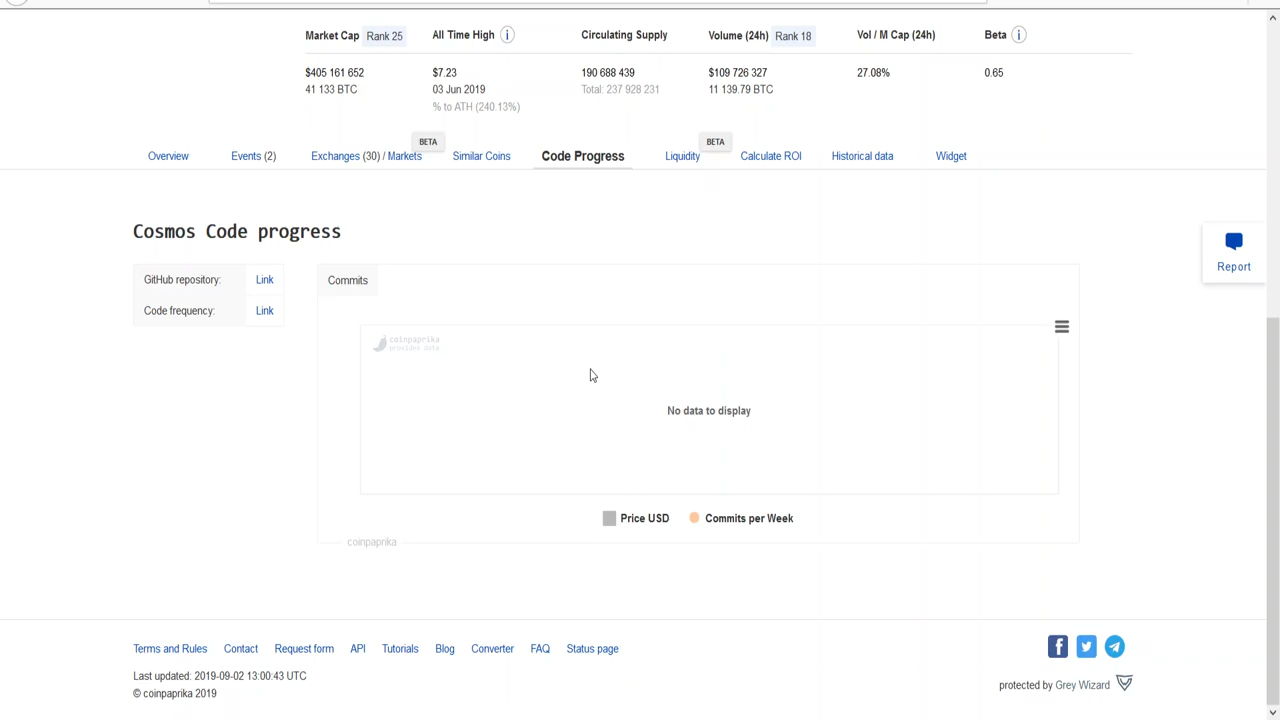 Market Cap Rank 25 All Time High i Circulating Supply Volume (24h) Rank 18 Vol / M Cap (24h) Beta i
$405 161 652 $7.23 190 688 439 $109 726 327 27.08% 0.65
41 133 BTC 03 Jun 2019 Total: 237 928 231 11 139.79 BTC
% to ATH (240.13%)
BETA BETA
Overview Events (2) Exchanges (30) / Markets Similar Coins Code Progress Liquidity Calculate ROI Historical data Widget
Cosmos Code progress
Report
GitHub repository: Link
Code frequency: Link
Commits
coinpaprika
provides data
No data to display
Price USD Commits per Week
coinpaprika
Terms and Rules Contact Request form API Tutorials Blog Converter FAQ Status page
Last updated: 2019-09-02 13:00:43 UTC
© coinpaprika 2019
protected by Grey Wizard